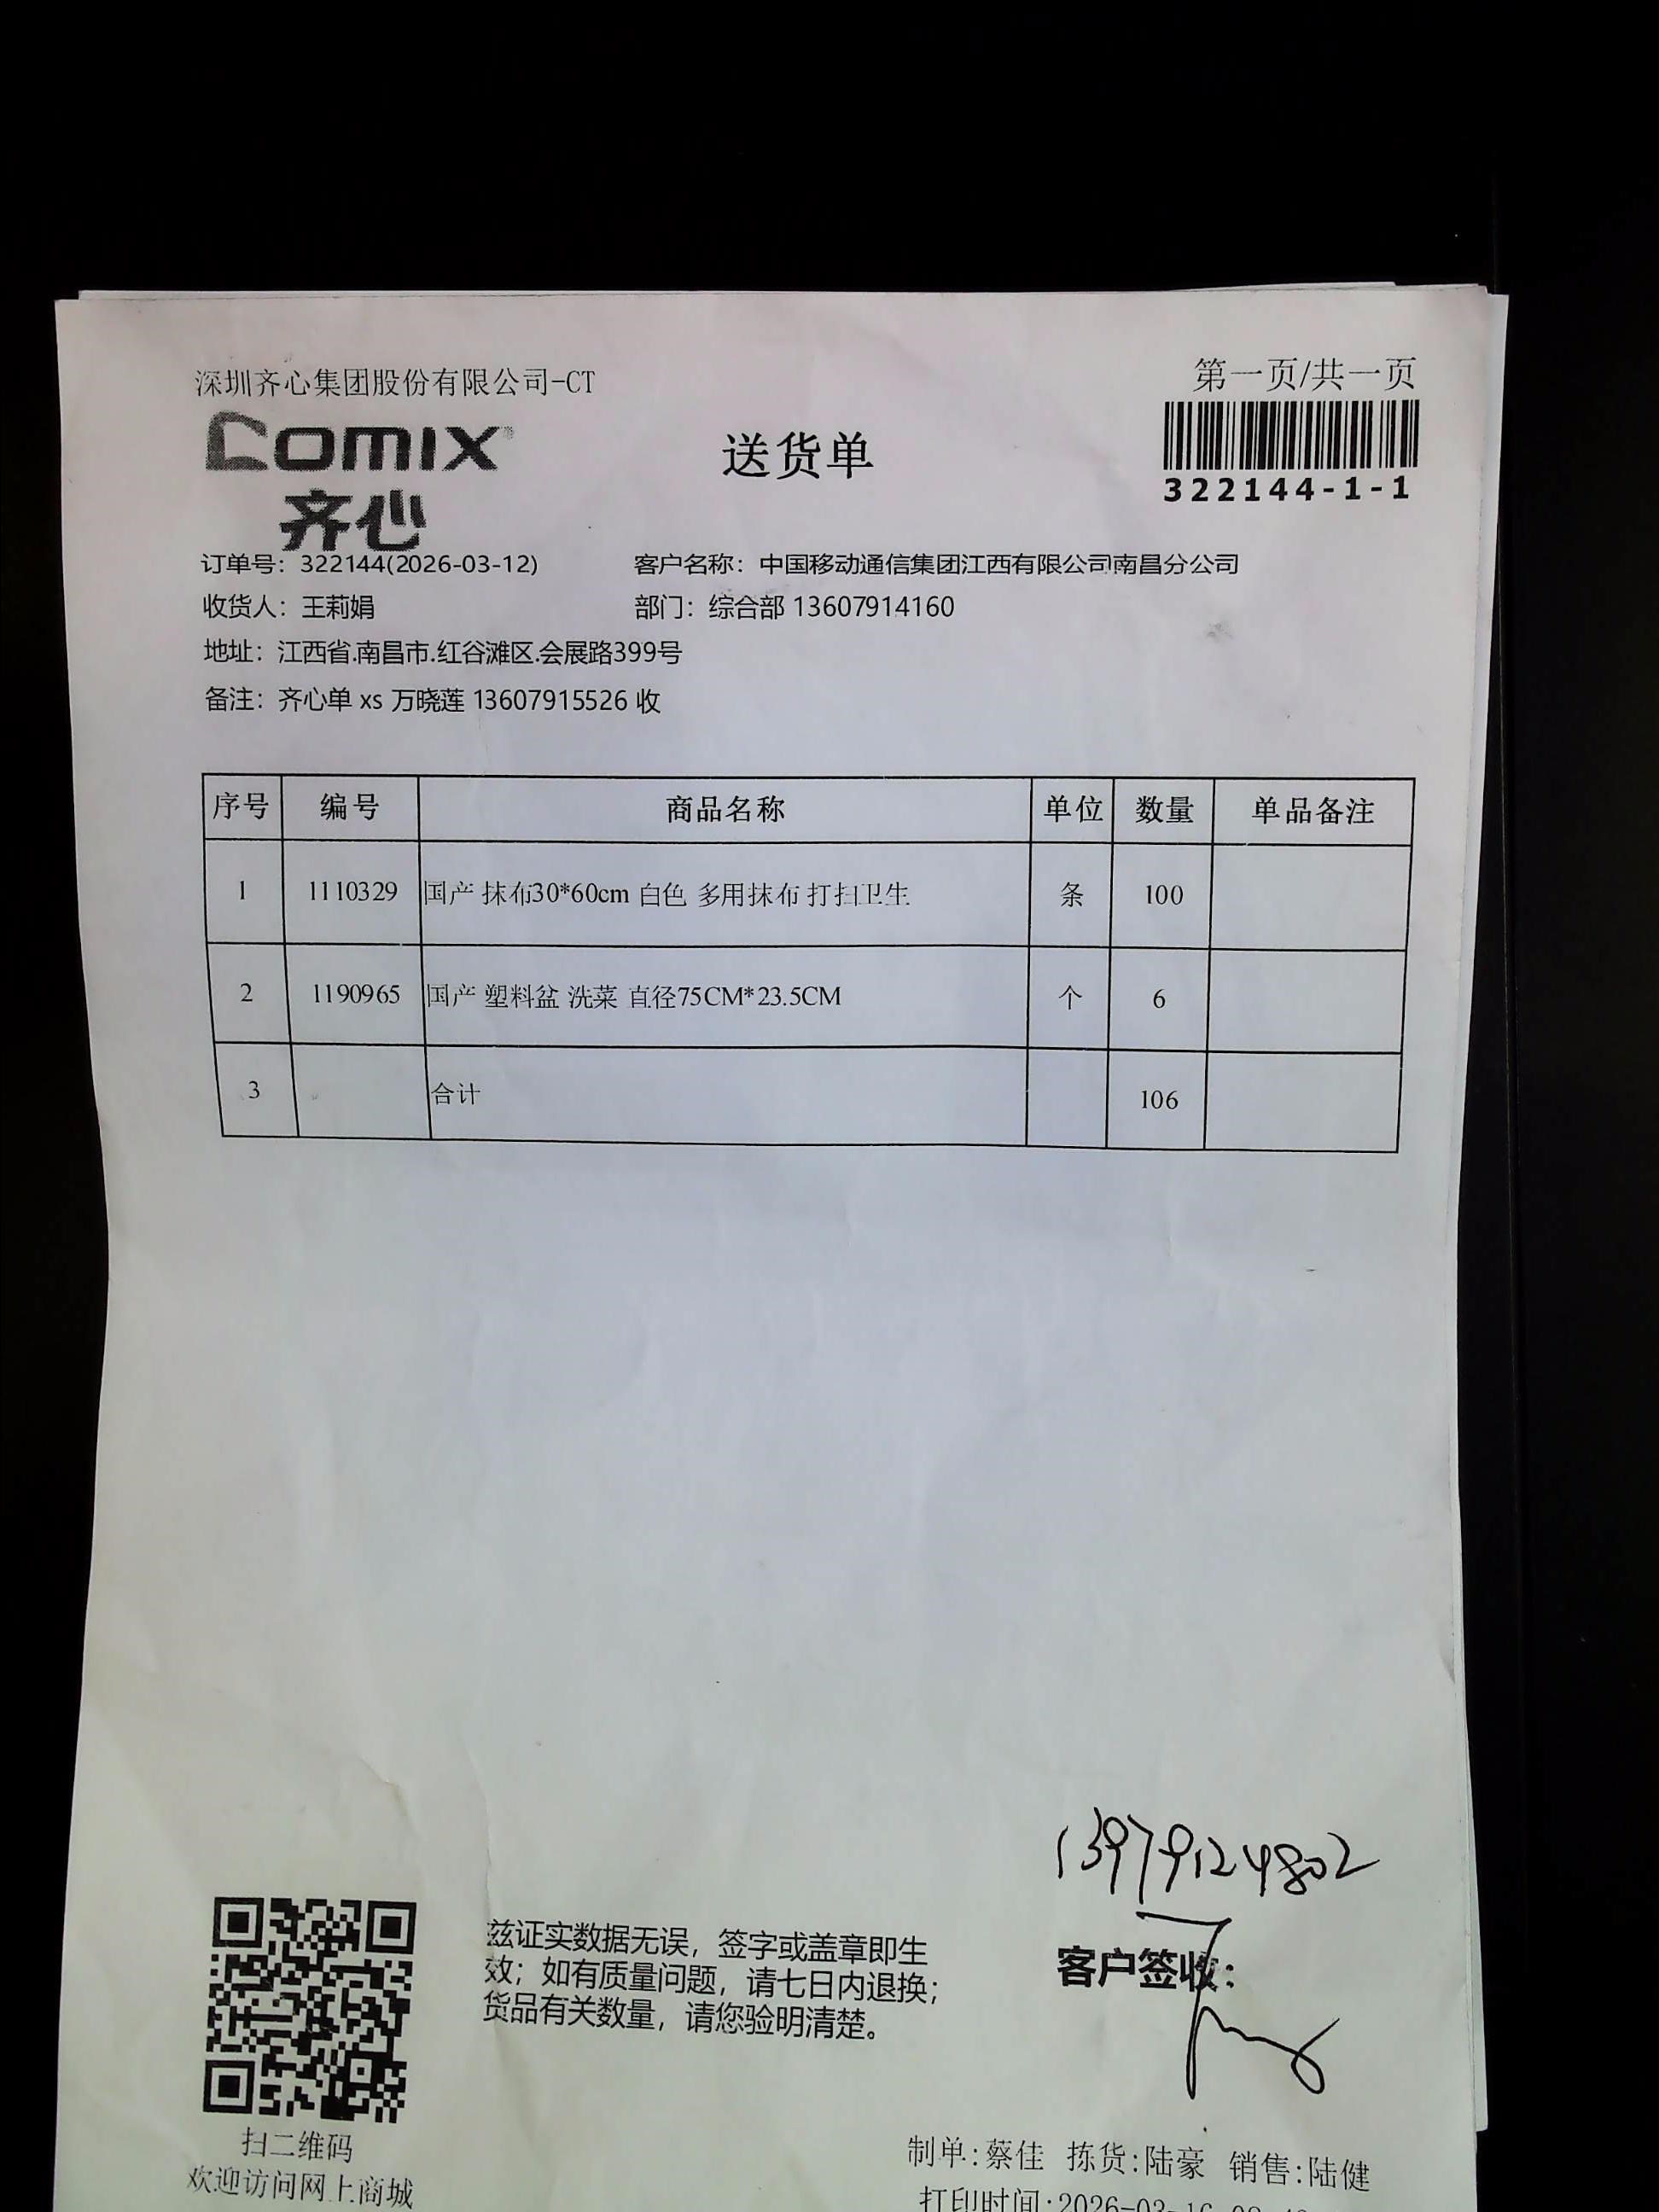 深圳齐心集团股份有限公司-CT
第一页/共一页
comix
齐心
送货单
322144-1-1
订单号：322144(2026-03-12) 客户名称：中国移动通信集团江西有限公司南昌分公司
收货人：王莉娟 部门：综合部 13607914160
地址：江西省.南昌市.红谷滩区.会展路399号
备注：齐心单 xs 万晓莲 13607915526 收
序号 编号 商品名称 单位 数量 单品备注
1 1110329 国产 抹布30*60cm 白色 多用抹布 打扫卫生 条 100
2 1190965 国产 塑料盆 洗菜 直径75CM*23.5CM 个 6
3 合计 106
13979124802
兹证实数据无误，签字或盖章即生
效；如有质量问题，请七日内退换；
货品有关数量，请您验明清楚。
客户签收：
扫二维码
欢迎访问网上商城
制单:蔡佳 拣货:陆豪 销售:陆健
打印时间:2026-03-16